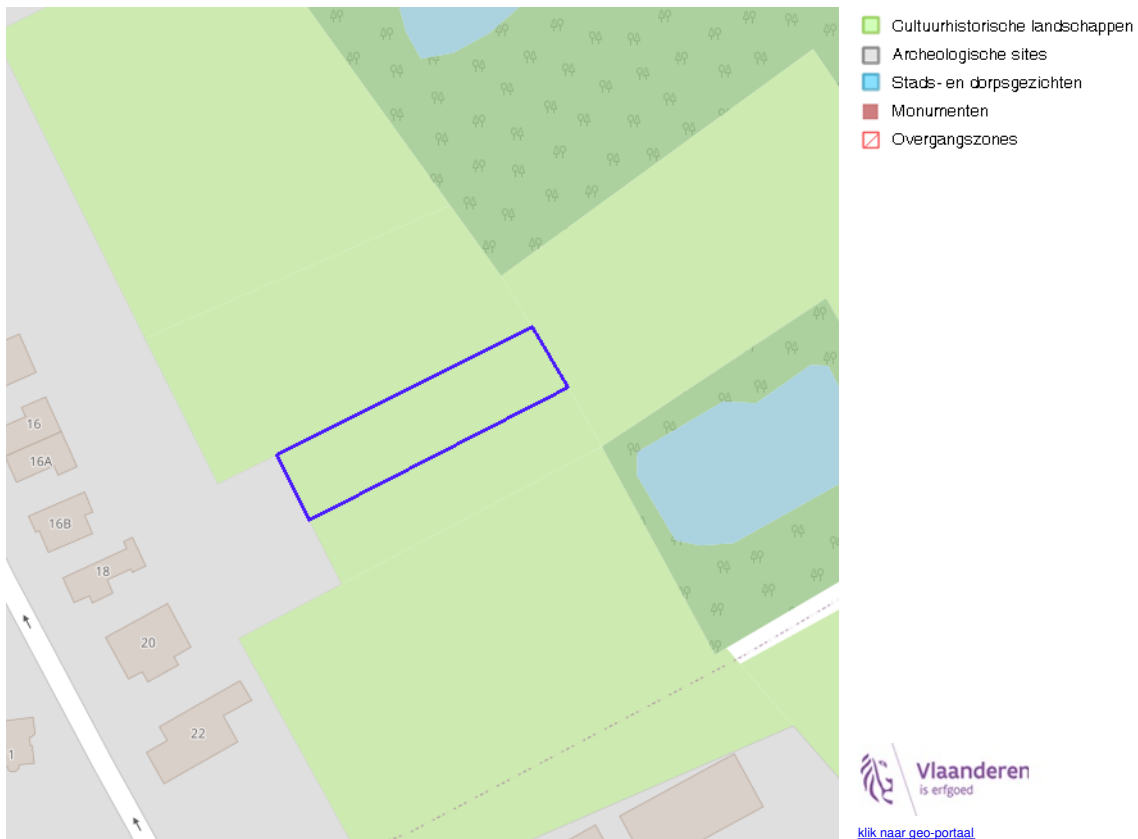 Cultuurhistorische landschappen
Archeologische sites
Stads- en dorpsgezichten
Monumenten
Overgangszones
16
16A
16B
18
20
22
1
Vlaanderen
is erfgoed
klik naar geo-portaal